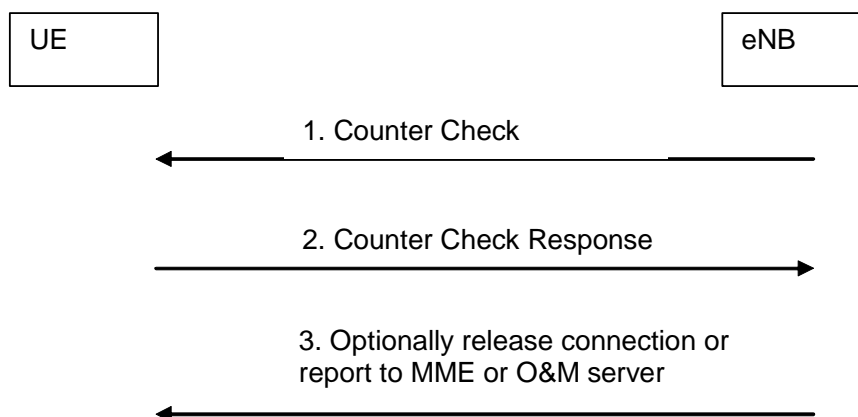 UE
eNB
1. Counter Check
2. Counter Check Response
3. Optionally release connection or
report to MME or O&M server